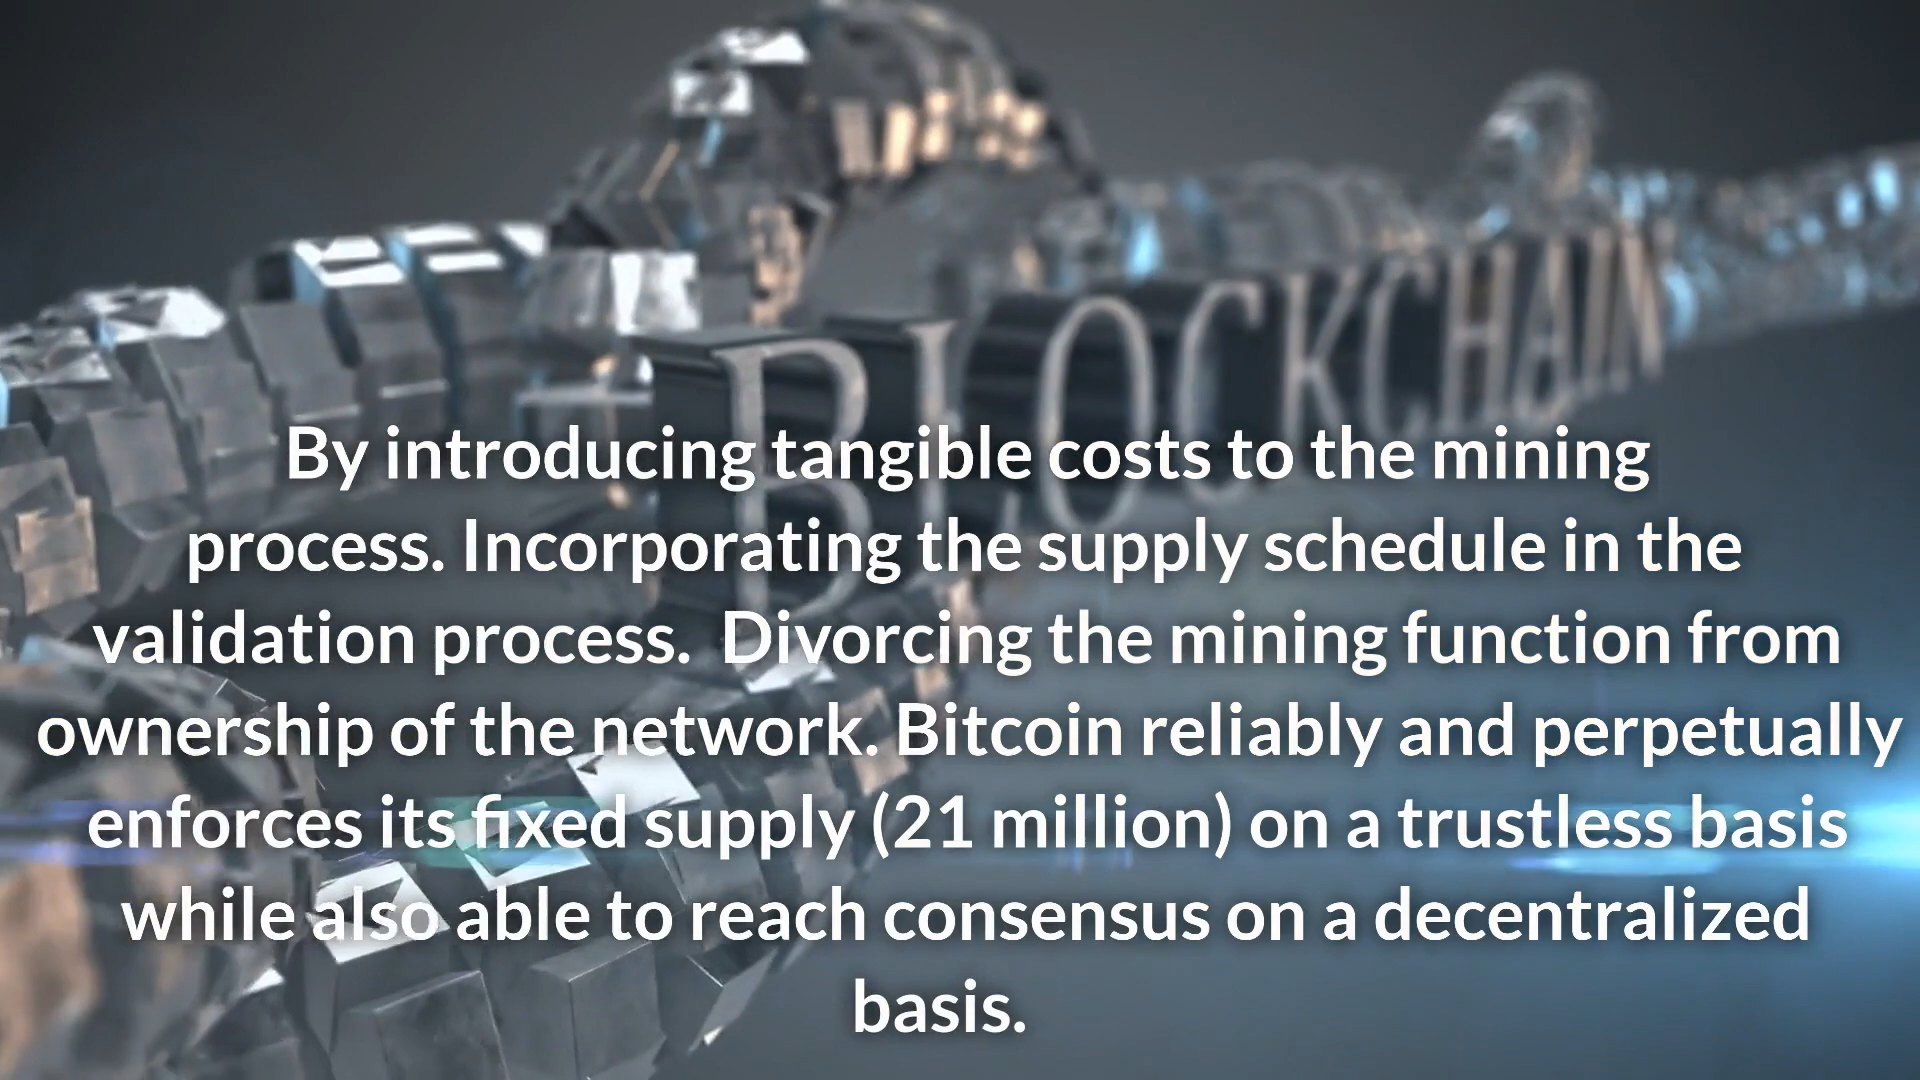 BLOCKCHAIN
By introducing tangible costs to the mining
process. Incorporating the supply schedule in the
validation process.  Divorcing the mining function from
ownership of the network. Bitcoin reliably and perpetually
enforces its fixed supply (21 million) on a trustless basis
while also able to reach consensus on a decentralized
basis.